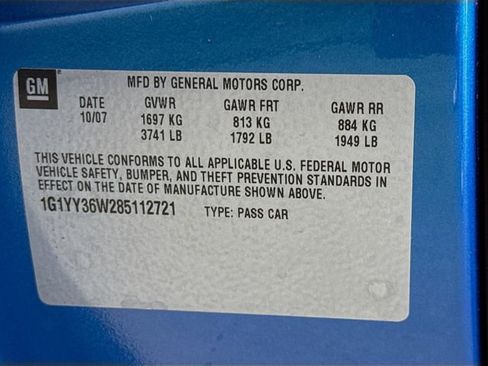 GM MFD BY GENERAL MOTORS CORP.
DATE GVWR GAWR FRT GAWR RR
10/07 1697 KG 813 KG 884 KG
3741 LB 1792 LB 1949 LB
THIS VEHICLE CONFORMS TO ALL APPLICABLE U.S. FEDERAL MOTOR
VEHICLE SAFETY, BUMPER, AND THEFT PREVENTION STANDARDS IN
EFFECT ON THE DATE OF MANUFACTURE SHOWN ABOVE.
1G1YY36W285112721 TYPE: PASS CAR